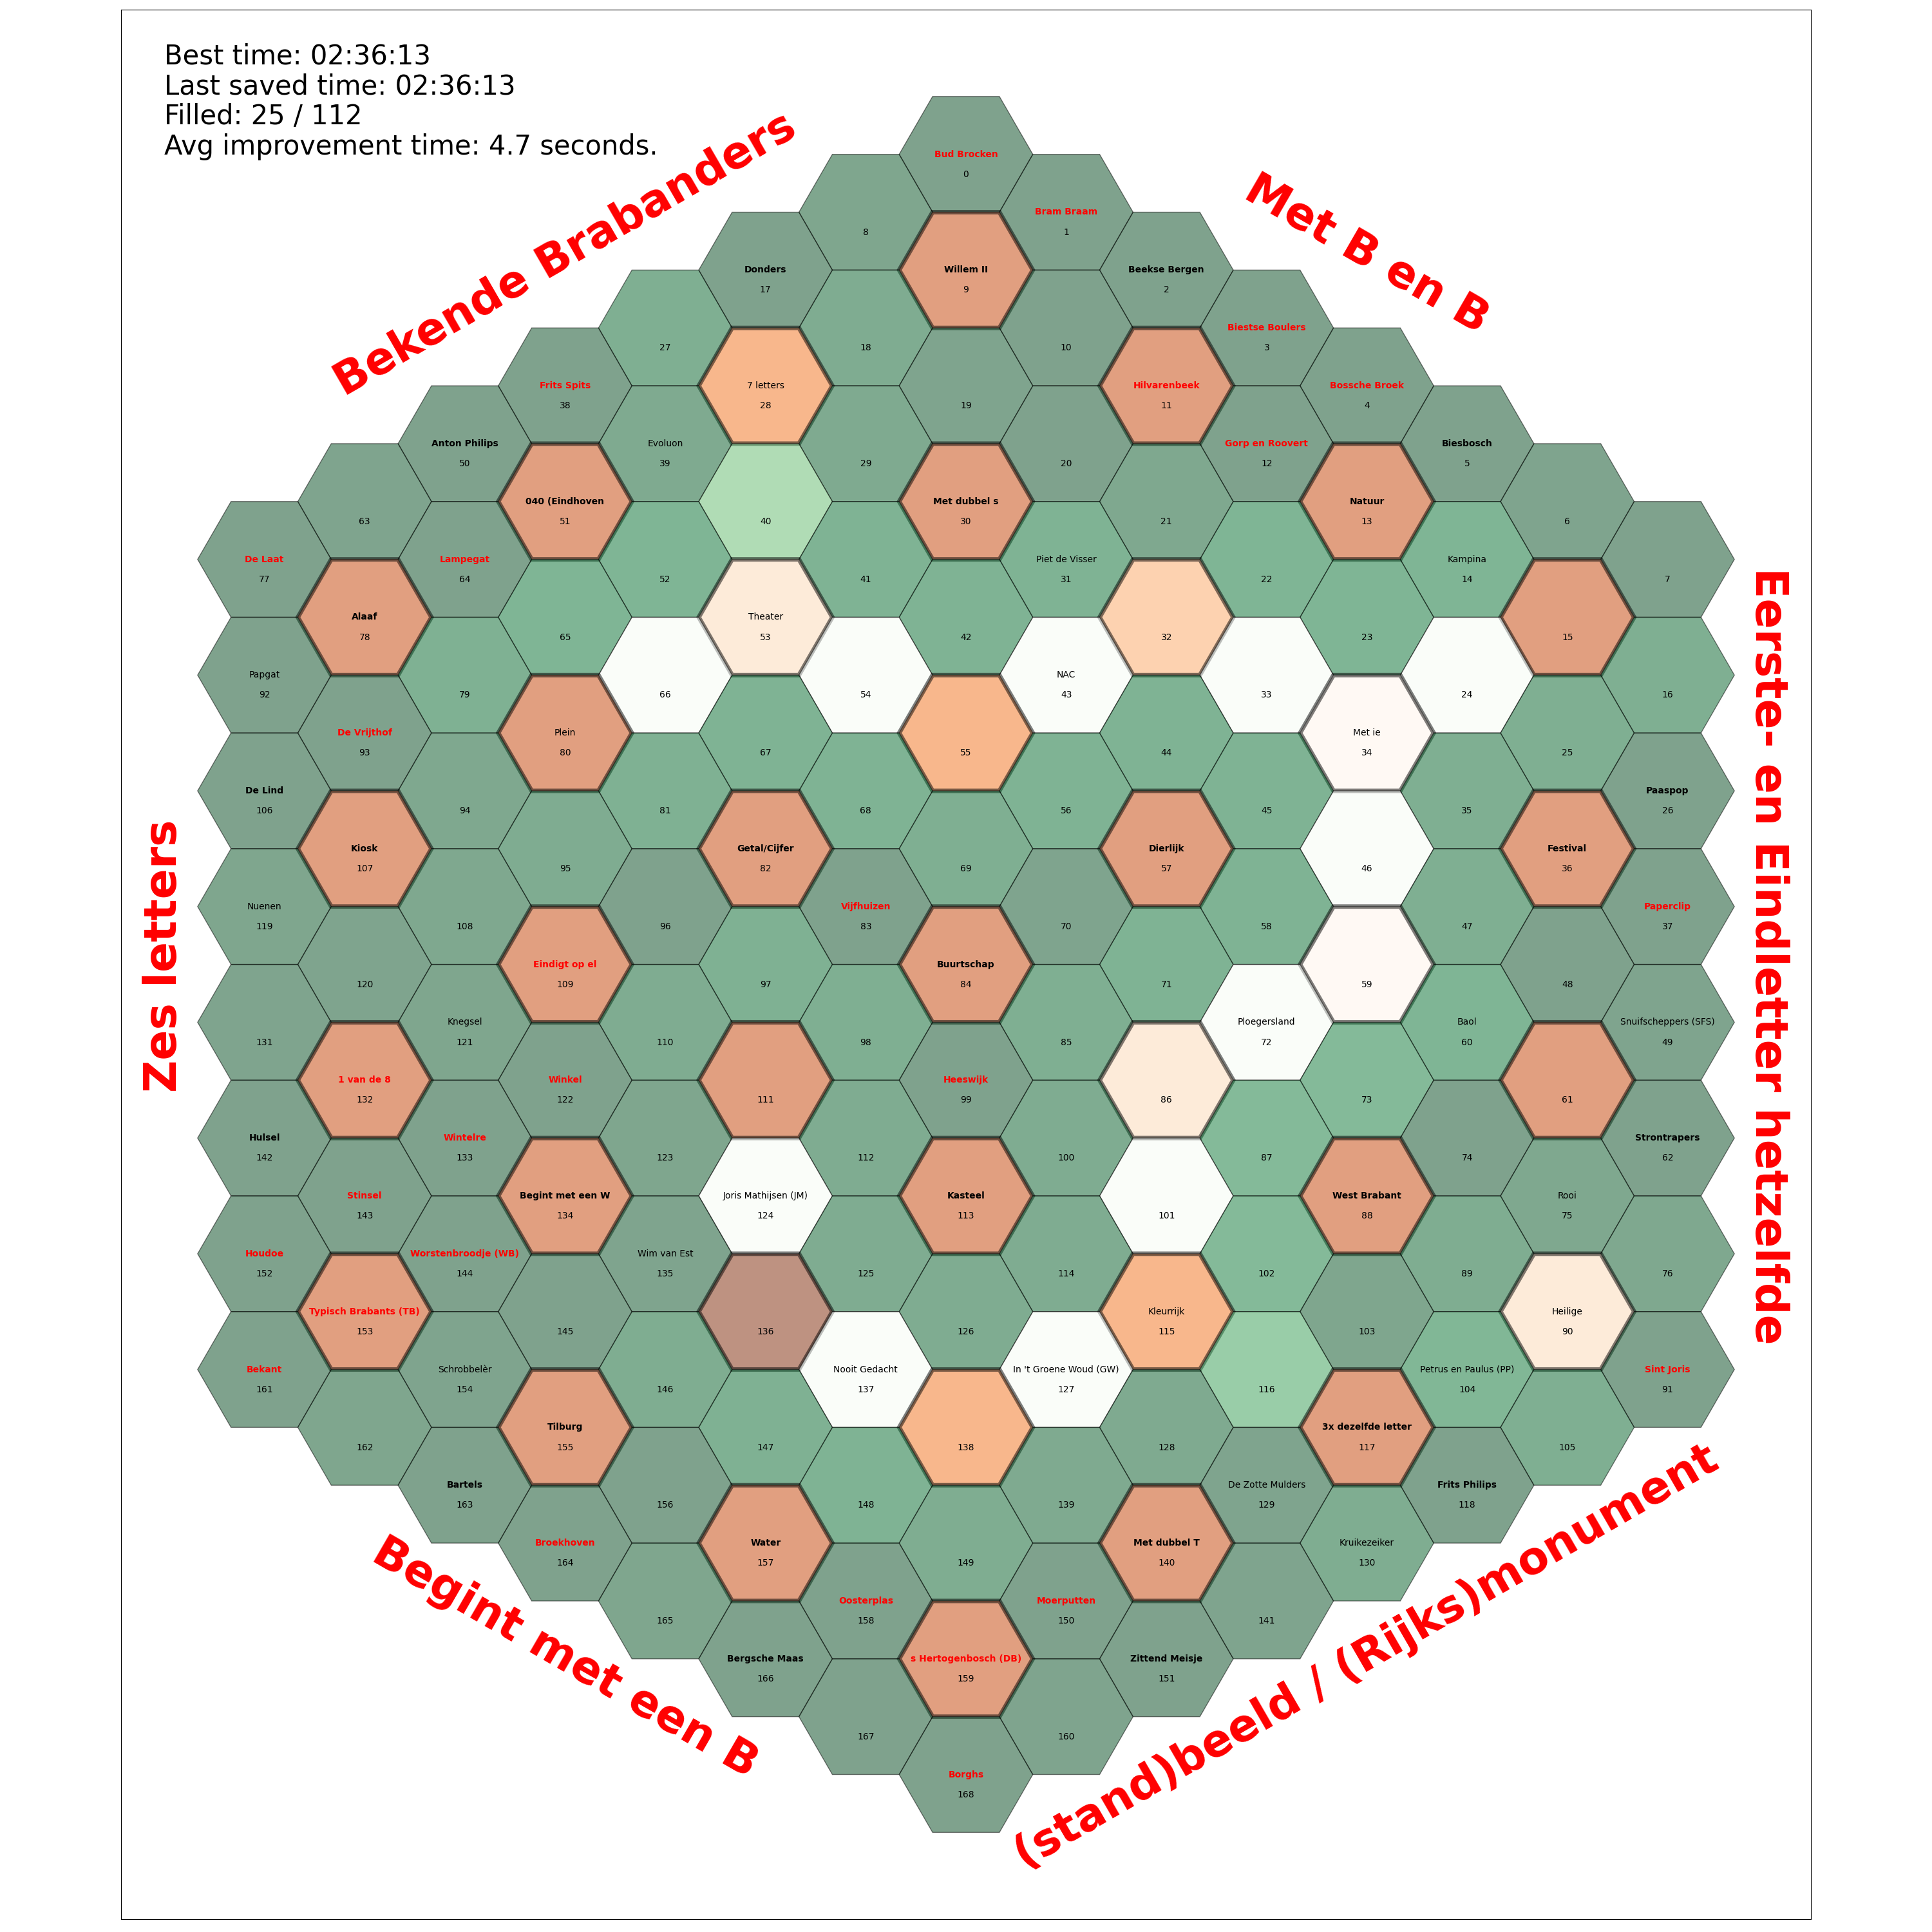 Best time: 02:36:13
Last saved time: 02:36:13
Filled: 25 / 112
Avg improvement time: 4.7 seconds.
Bekende Brabanders
Met B en B
Eerste- en Eindletter hetzelfde
(stand)beeld / (Rijks)monument
Begint met een B
Zes letters
Bud Brocken
0
Bram Braam
1
8
Donders
17
Willem II
9
Beekse Bergen
2
Biestse Boulers
3
27
18
10
Frits Spits
38
7 letters
28
19
Hilvarenbeek
11
Bossche Broek
4
Anton Philips
50
Evoluon
39
29
20
Gorp en Roovert
12
Biesbosch
5
63
040 (Eindhoven
51
40
Met dubbel s
30
21
Natuur
13
6
De Laat
77
Lampegat
64
52
41
Piet de Visser
31
22
Kampina
14
7
Alaaf
78
65
Theater
53
42
32
23
15
Papgat
92
79
66
54
NAC
43
33
24
16
De Vrijthof
93
Plein
80
67
55
44
Met ie
34
25
De Lind
106
94
81
68
56
45
35
Paaspop
26
Kiosk
107
95
Getal/Cijfer
82
69
Dierlijk
57
46
Festival
36
Nuenen
119
108
96
Vijfhuizen
83
70
58
47
Paperclip
37
120
Eindigt op el
109
97
Buurtschap
84
71
59
48
131
Knegsel
121
110
98
85
Ploegersland
72
Baol
60
Snuifscheppers (SFS)
49
1 van de 8
132
Winkel
122
111
Heeswijk
99
86
73
61
Hulsel
142
Wintelre
133
123
112
100
87
74
Strontrapers
62
Stinsel
143
Begint met een W
134
Joris Mathijsen (JM)
124
Kasteel
113
101
West Brabant
88
Rooi
75
Houdoe
152
Worstenbroodje (WB)
144
Wim van Est
135
125
114
102
89
76
Typisch Brabants (TB)
153
145
136
126
Kleurrijk
115
103
Heilige
90
Bekant
161
Schrobbelèr
154
146
Nooit Gedacht
137
In 't Groene Woud (GW)
127
116
Petrus en Paulus (PP)
104
Sint Joris
91
162
Tilburg
155
147
138
128
3x dezelfde letter
117
105
Bartels
163
156
148
139
De Zotte Mulders
129
Frits Philips
118
Broekhoven
164
Water
157
149
Met dubbel T
140
Kruikezeiker
130
165
Oosterplas
158
Moerputten
150
141
Bergsche Maas
166
s Hertogenbosch (DB)
159
Zittend Meisje
151
167
160
Borghs
168